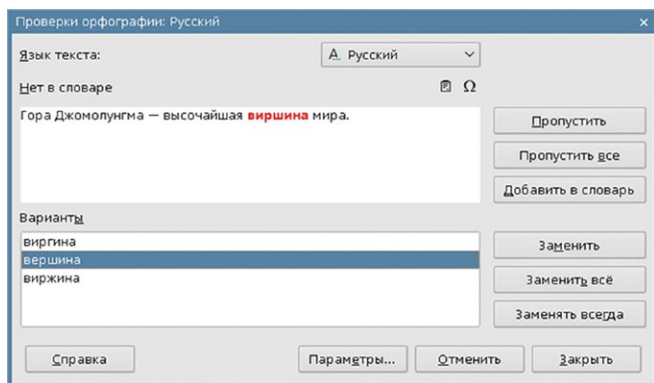 Проверки орфографии: Русский
Язык текста:
Русский
Нет в словаре
Гора Джомолунгма — высочайшая виршина мира.
Пропустить
Пропустить все
Добавить в словарь
Варианты
виргина
вершина
виржина
Заменить
Заменить всё
Заменять всегда
Справка
Параметры...
Отменить
Закрыть